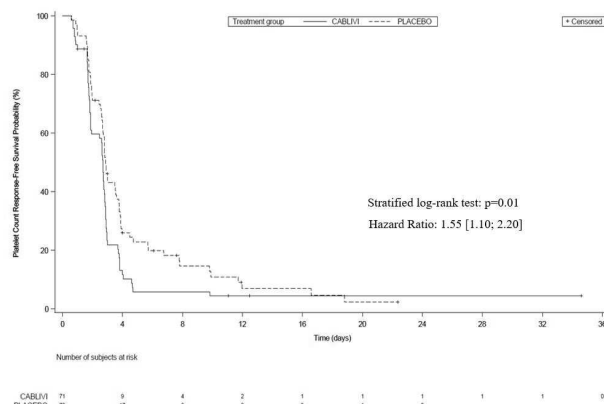 Treatment group CABLIVI PLACEBO + Censored
Platelet Count Response-Free Survival Probability (%)
100
80
60
40
20
0
Stratified log-rank test: p=0.01
Hazard Ratio: 1.55 [1.10; 2.20]
0 4 8 12 16 20 24 28 32 36
Time (days)
Number of subjects at risk
CABLIVI 71 9 4 2 1 1 1 1 1 0
PLACEBO